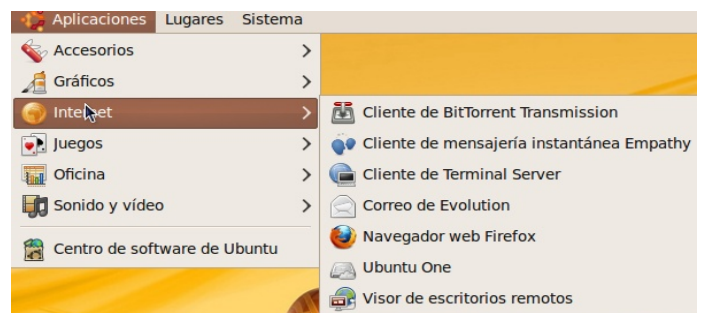 Aplicaciones Lugares Sistema
Accesorios
Gráficos
Internet
Juegos
Oficina
Sonido y vídeo
Centro de software de Ubuntu
Cliente de BitTorrent Transmission
Cliente de mensajería instantánea Empathy
Cliente de Terminal Server
Correo de Evolution
Navegador web Firefox
Ubuntu One
Visor de escritorios remotos